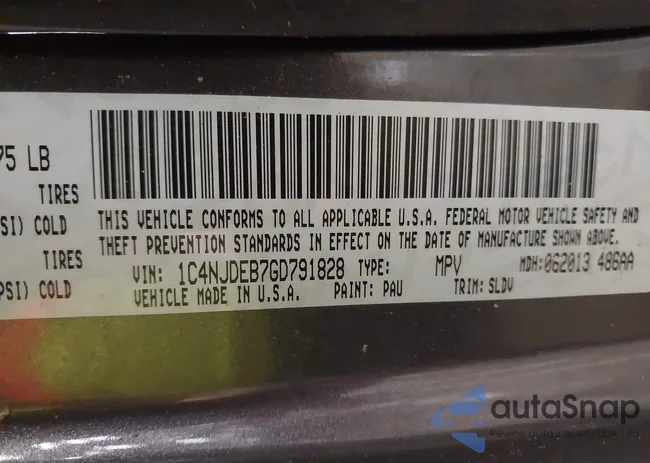 75 LB
TIRES
SI) COLD
TIRES
PSI) COLD
THIS VEHICLE CONFORMS TO ALL APPLICABLE U.S.A. FEDERAL MOTOR VEHICLE SAFETY AND
THEFT PREVENTION STANDARDS IN EFFECT ON THE DATE OF MANUFACTURE SHOWN ABOVE.
VIN: 1C4NJDEB7GD791828 TYPE: MPV MDH:062013 486AA
VEHICLE MADE IN U.S.A. PAINT: PAU TRIM: SLDV
autaSnap